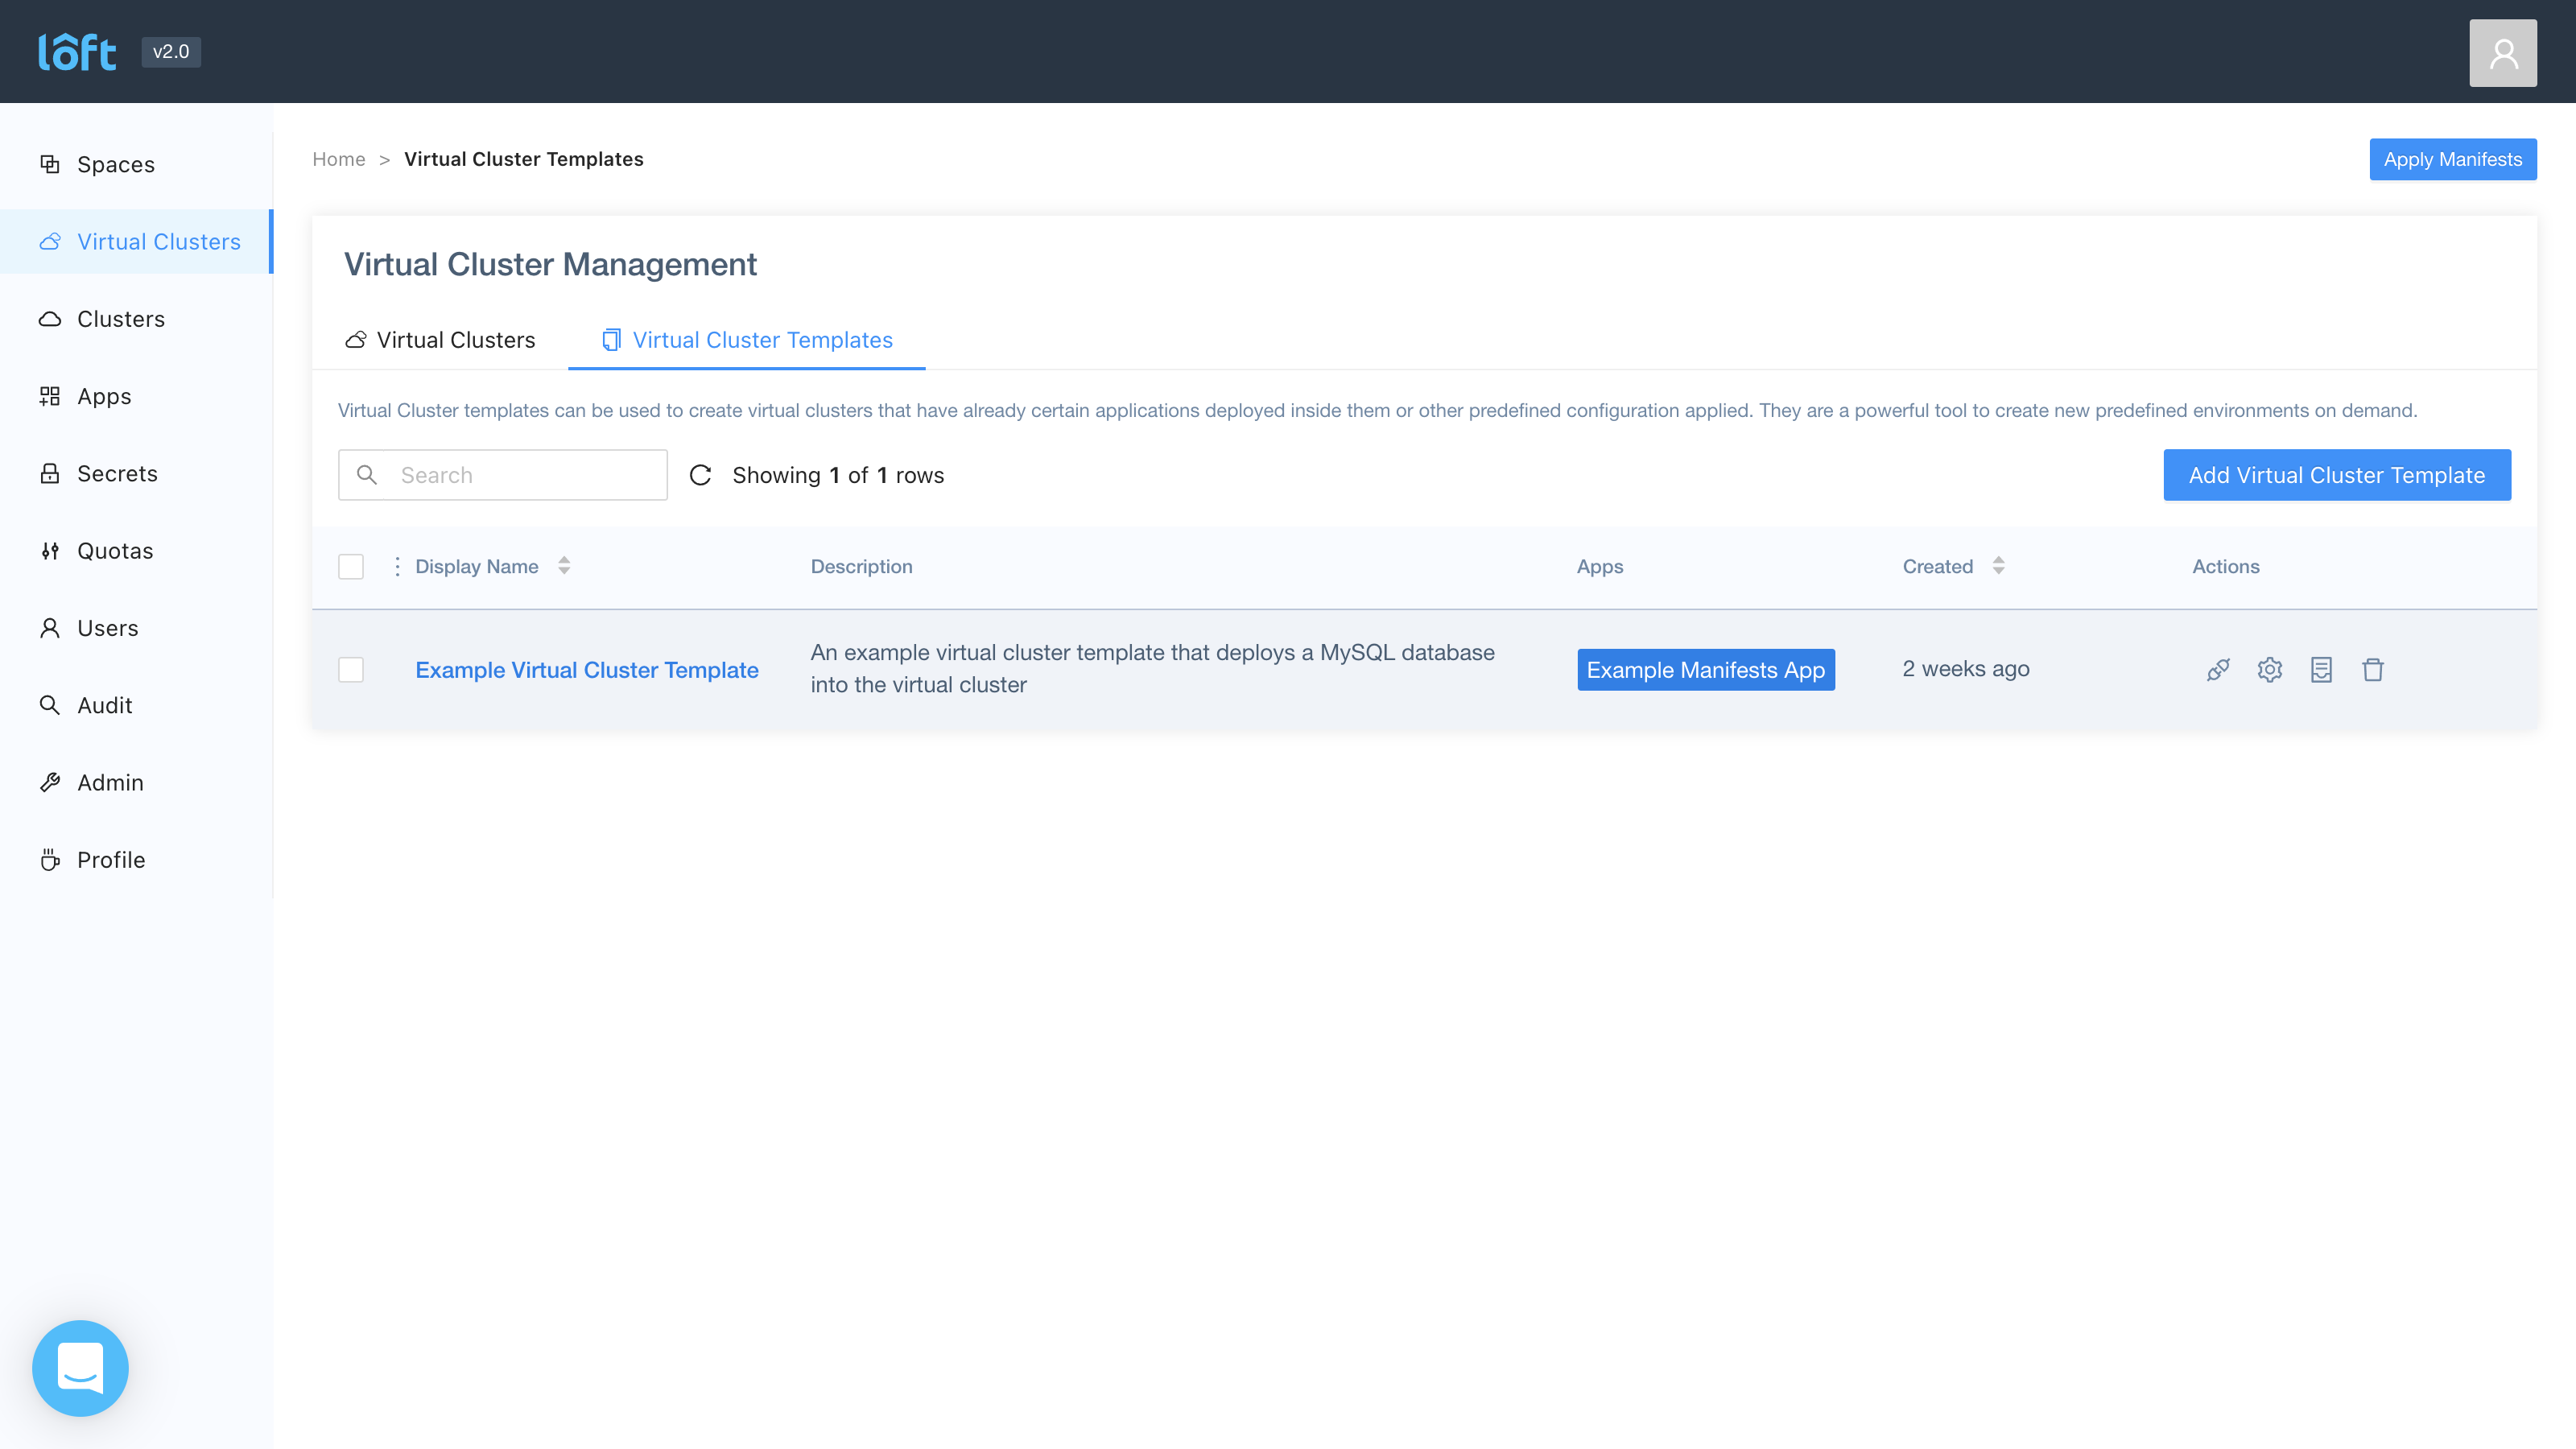 lôft v2.0
Spaces
Virtual Clusters
Clusters
Apps
Secrets
Quotas
Users
Audit
Admin
Profile
Home > Virtual Cluster Templates
Apply Manifests
Virtual Cluster Management
Virtual Clusters Virtual Cluster Templates
Virtual Cluster templates can be used to create virtual clusters that have already certain applications deployed inside them or other predefined configuration applied. They are a powerful tool to create new predefined environments on demand.
Search Showing 1 of 1 rows Add Virtual Cluster Template
Display Name Description Apps Created Actions
Example Virtual Cluster Template
An example virtual cluster template that deploys a MySQL database
into the virtual cluster
Example Manifests App
2 weeks ago